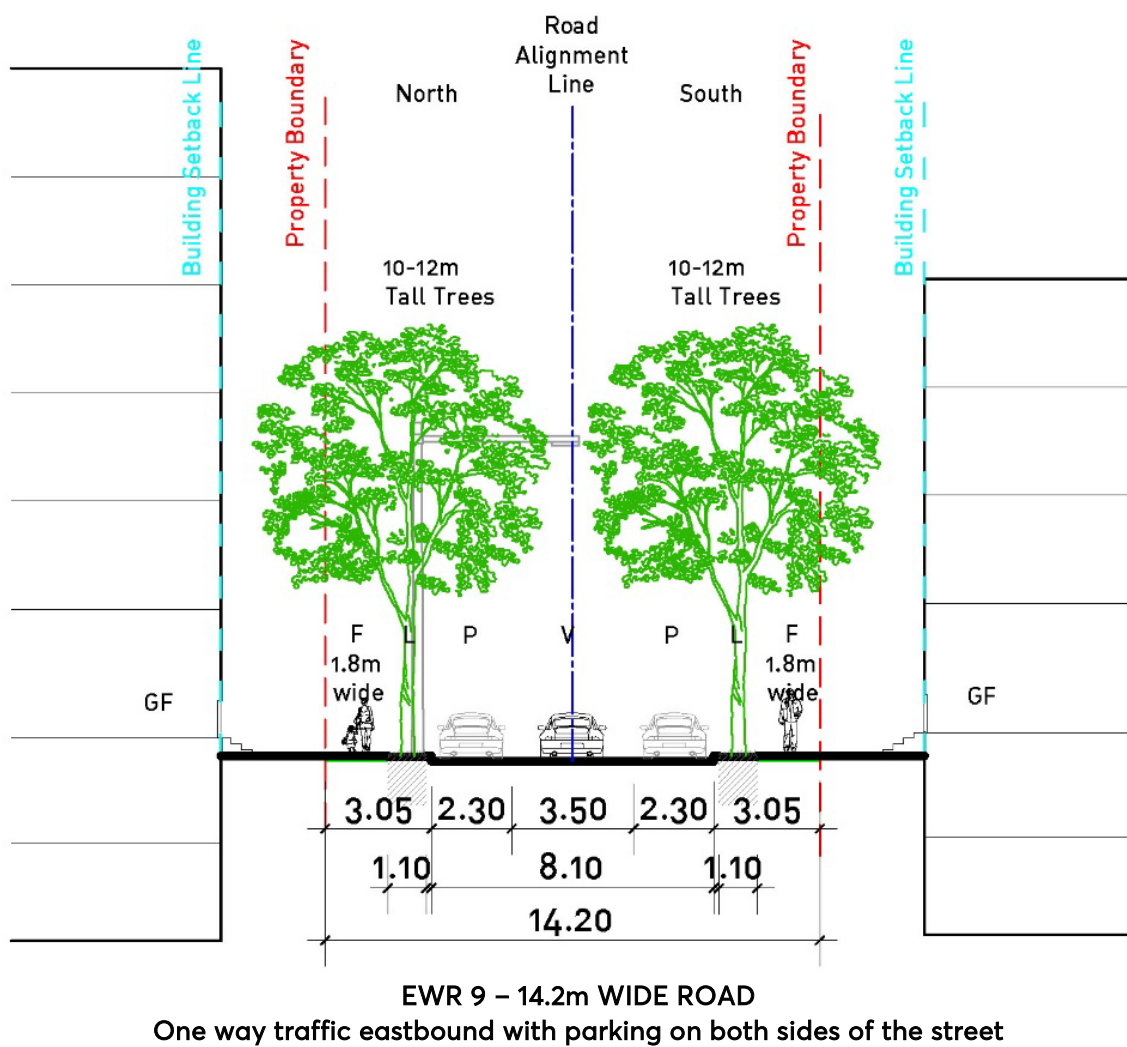 Road
Alignment
Line
Building Setback Line
Property Boundary
North
South
Property Boundary
Building Setback Line
10-12m
Tall Trees
10-12m
Tall Trees
F
L
P
V
P
L
F
1.8m
wide
1.8m
wide
GF
GF
3.05
2.30
3.50
2.30
3.05
1.10
8.10
1.10
14.20
EWR 9 – 14.2m WIDE ROAD
One way traffic eastbound with parking on both sides of the street